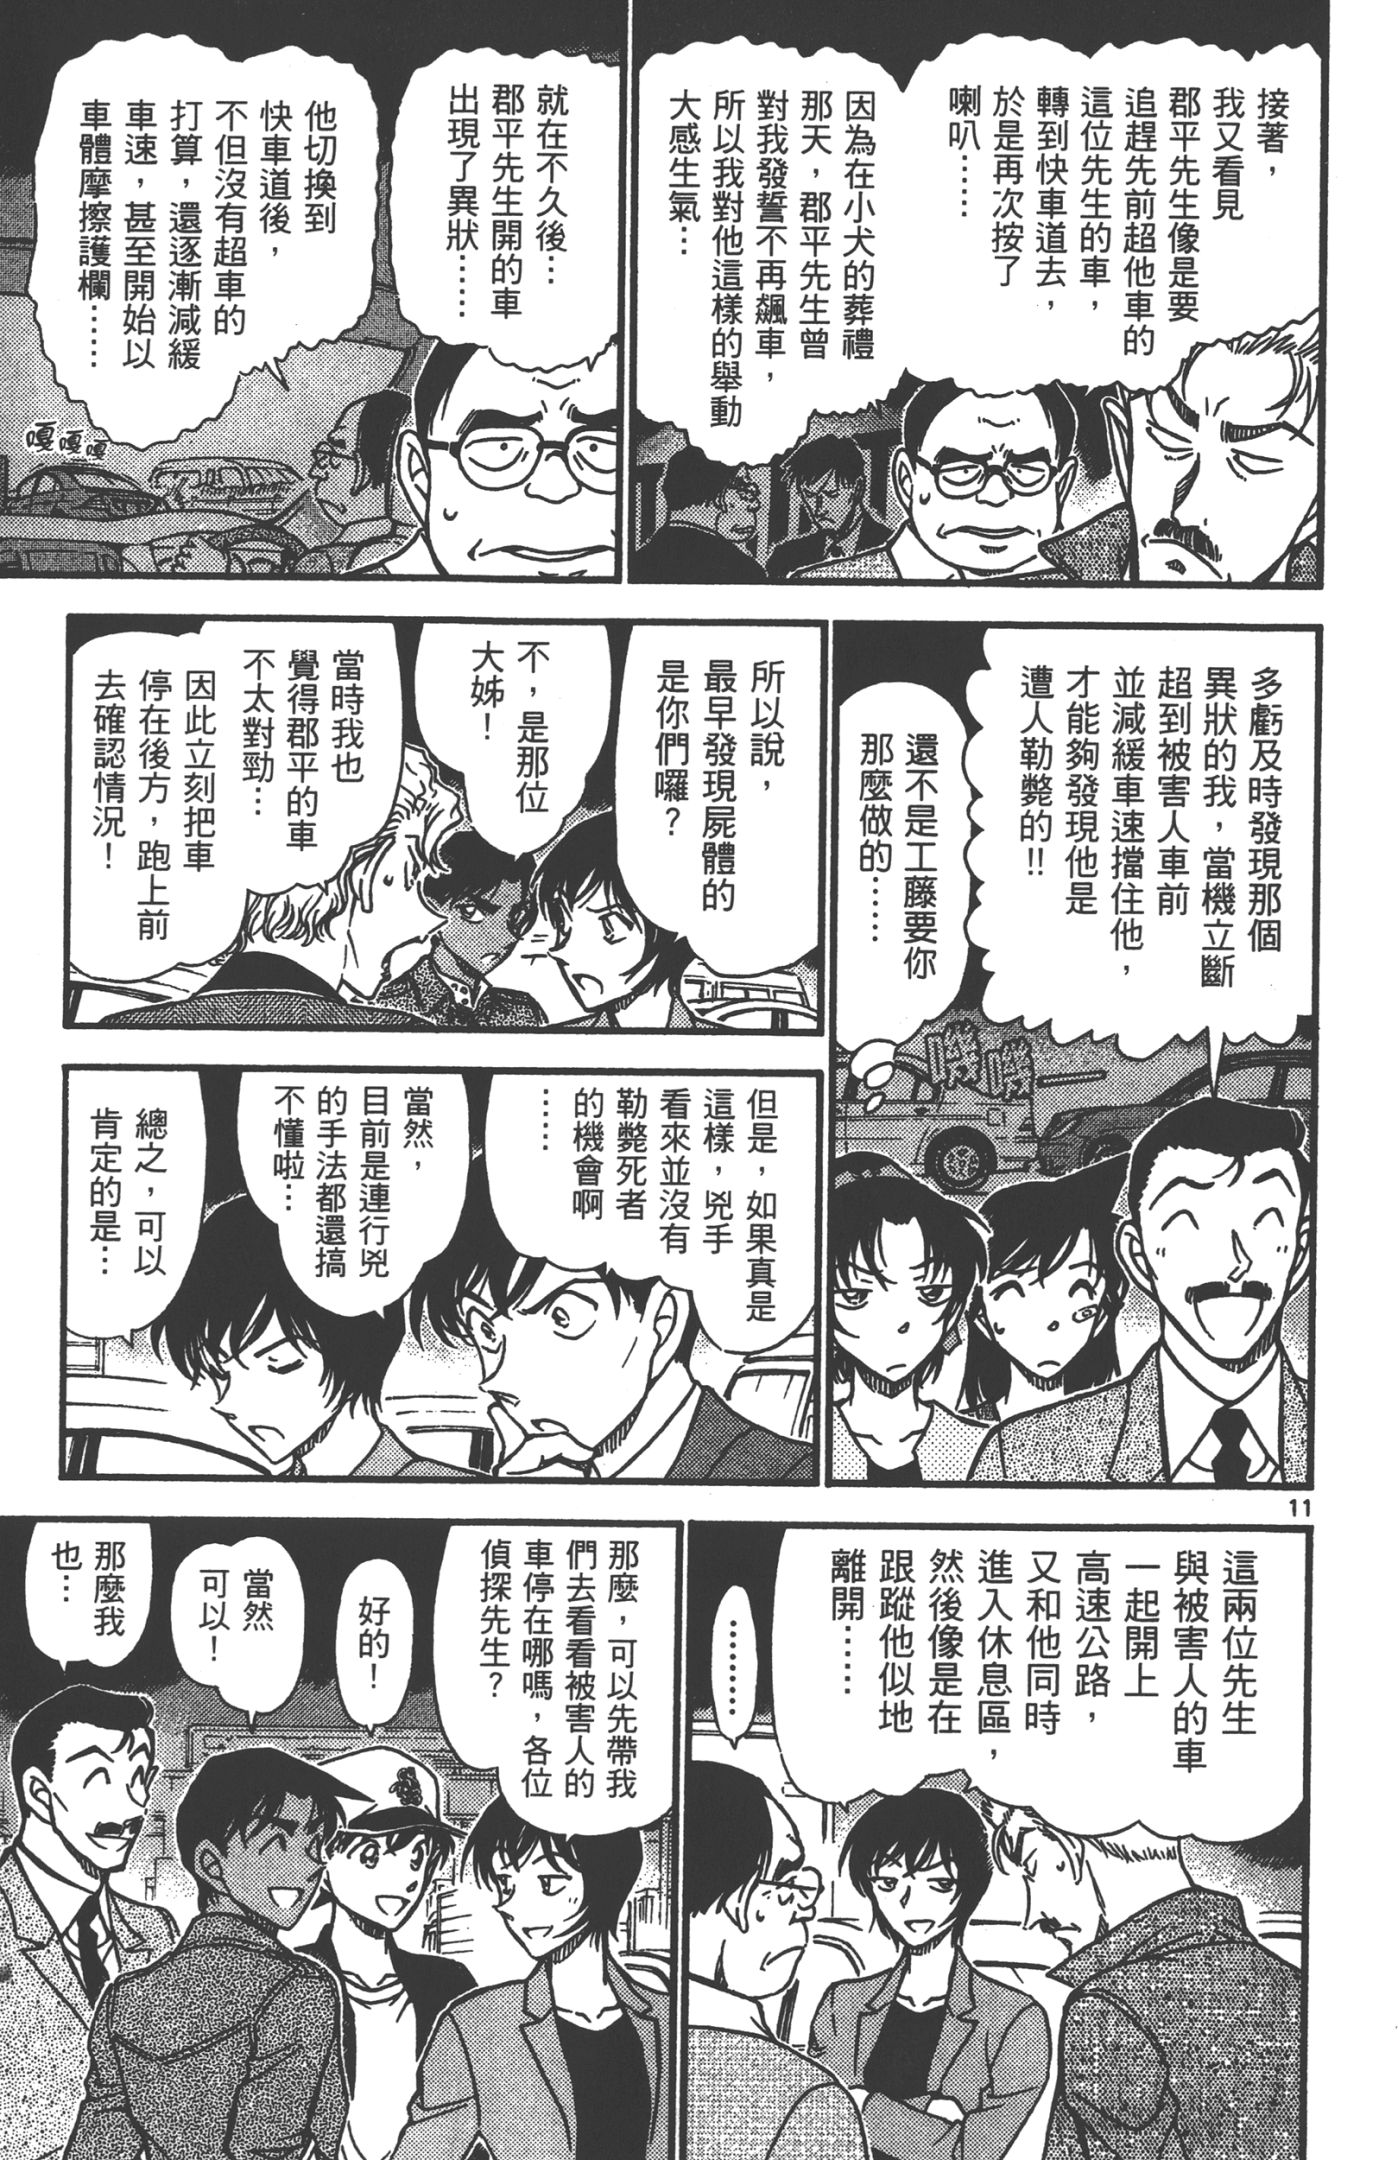 接著，
我又看見
郡平先生像是要
追趕先前超他車的
這位先生的車，
轉到快車道去，
於是再次按了
喇叭……
因為在小犬的葬禮
那天，郡平先生曾
對我發誓不再飆車，
所以我對他這樣的舉動
大感生氣…
就在不久後…
郡平先生開的車
出現了異狀……
他切換到
快車道後，
不但沒有超車的
打算，還逐漸減緩
車速，甚至開始以
車體摩擦護欄……
嘎嘎嘎
多虧及時發現那個
異狀的我，當機立斷
超到被害人車前
並減緩車速擋住他，
才能夠發現他是
遭人勒斃的!!
還不是工藤要你
那麼做的……
嘰嘰
所以說，
最早發現屍體的
是你們囉？
不，是那位
大姊！
當時我也
覺得郡平的車
不太對勁…
因此立刻把車
停在後方，跑上前
去確認情況！
但是，如果真是
這樣，兇手
看來並沒有
勒斃死者
的機會啊
……
當然，
目前是連行兇
的手法都還搞
不懂啦…
總之，可以
肯定的是…
11
這兩位先生
與被害人的車
一起開上
高速公路，
又和他同時
進入休息區，
然後像是在
跟蹤他似地
離開……
………
那麼，可以先帶我
們去看看被害人的
車停在哪嗎，各位
偵探先生？
好的！
當然
可以！
那麼我
也…